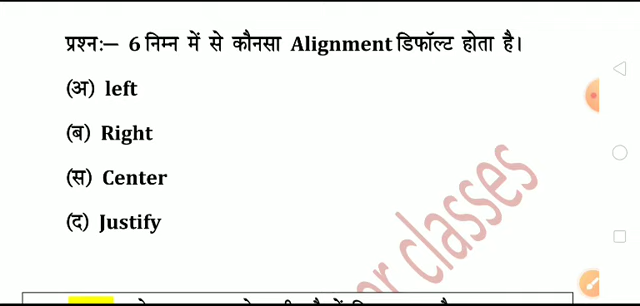 प्रश्न:– 6 निम्न में से कौनसा Alignment डिफॉल्ट होता है।
(अ) left
(ब) Right
(स) Center
(द) Justify
classes